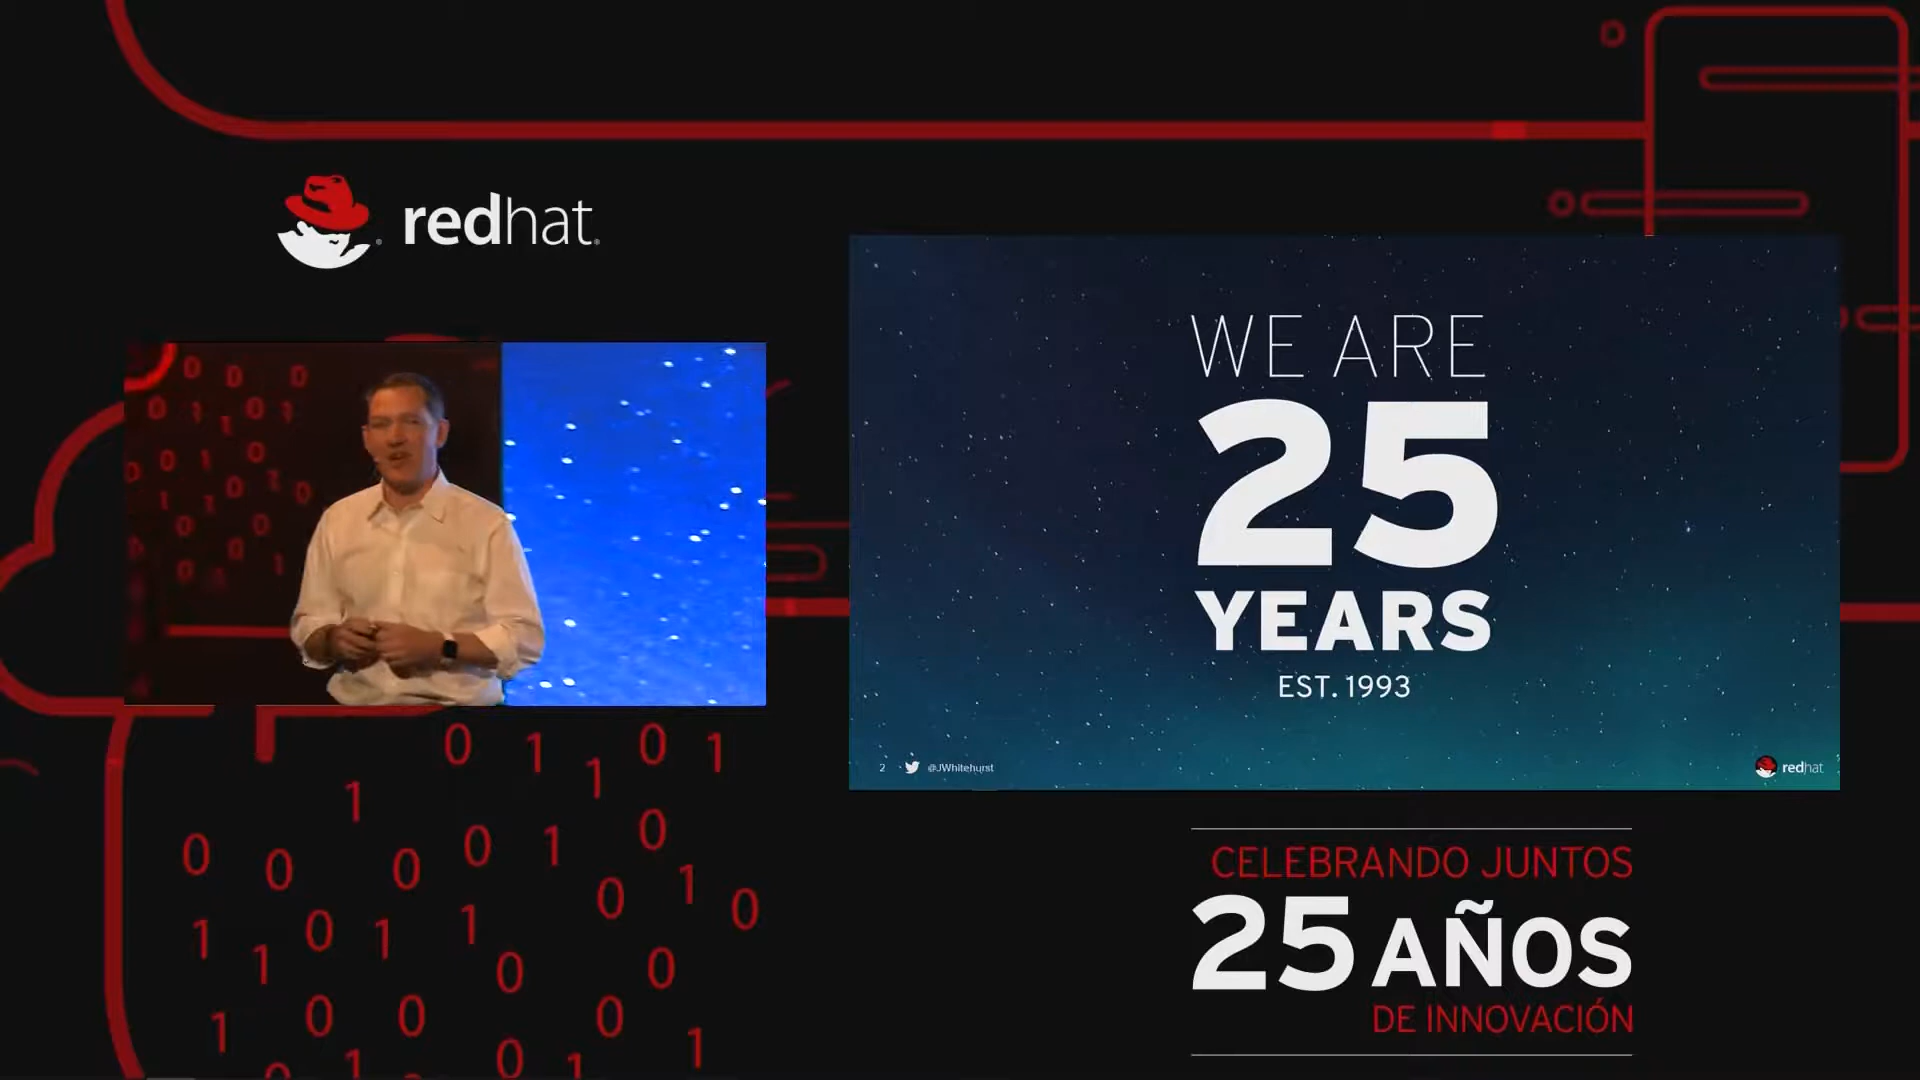 redhat.
WE ARE
25
YEARS
EST. 1993
2 @JWhitehurst
redhat
CELEBRANDO JUNTOS
25 AÑOS
DE INNOVACIÓN